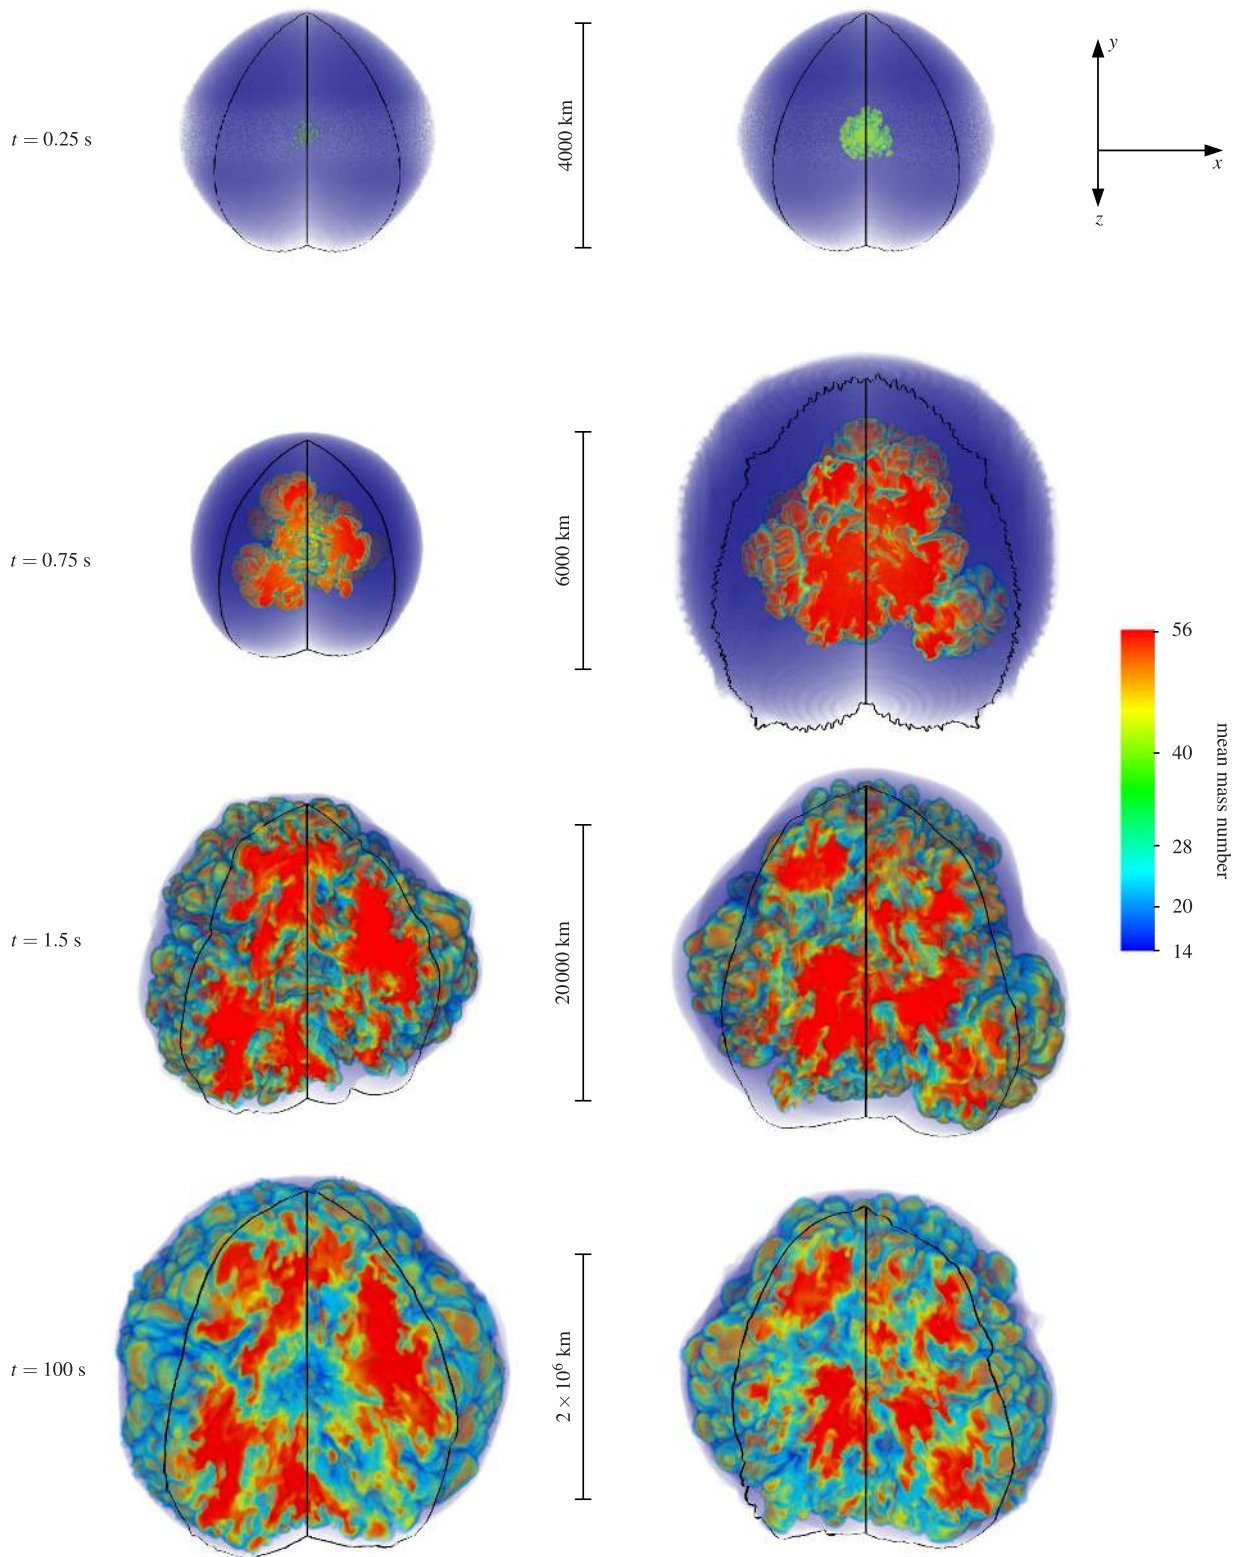 t = 0.25 s
4000 km
y
x
z
t = 0.75 s
6000 km
t = 1.5 s
20 000 km
56
40
28
20
14
mean mass number
t = 100 s
2 × 10⁶ km